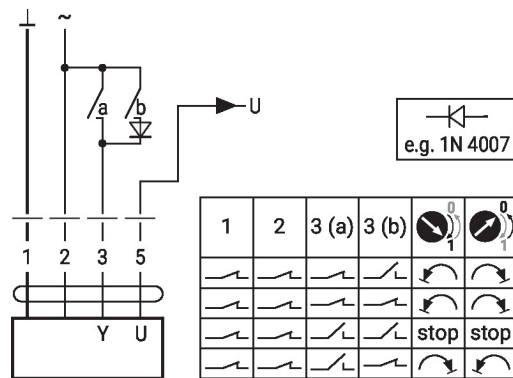 ⊥ ~
a b
U
e.g. 1N 4007
1 2 3 5
Y U
1 2 3 (a) 3 (b) 0 1 0 1
stop stop